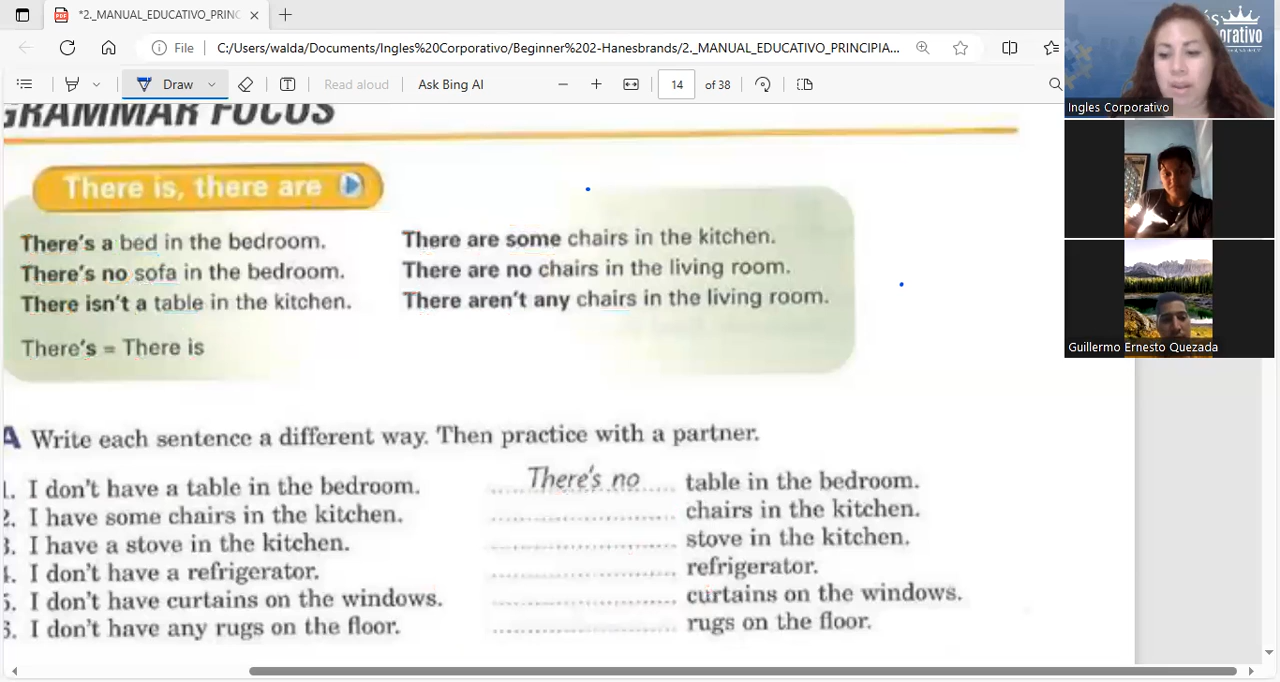 *2._MANUAL_EDUCATIVO_PRINC
File C:/Users/walda/Documents/Ingles%20Corporativo/Beginner%202-Hanesbrands/2._MANUAL_EDUCATIVO_PRINCIPIA...
Draw Read aloud Ask Bing AI 14 of 38
GRAMMAR FOCUS
There is, there are
There's a bed in the bedroom.
There's no sofa in the bedroom.
There isn't a table in the kitchen.
There's = There is
There are some chairs in the kitchen.
There are no chairs in the living room.
There aren't any chairs in the living room.
A Write each sentence a different way. Then practice with a partner.
1. I don't have a table in the bedroom. There's no table in the bedroom.
2. I have some chairs in the kitchen. chairs in the kitchen.
3. I have a stove in the kitchen. stove in the kitchen.
4. I don't have a refrigerator. refrigerator.
5. I don't have curtains on the windows. curtains on the windows.
6. I don't have any rugs on the floor. rugs on the floor.
Ingles Corporativo
Guillermo Ernesto Quezada